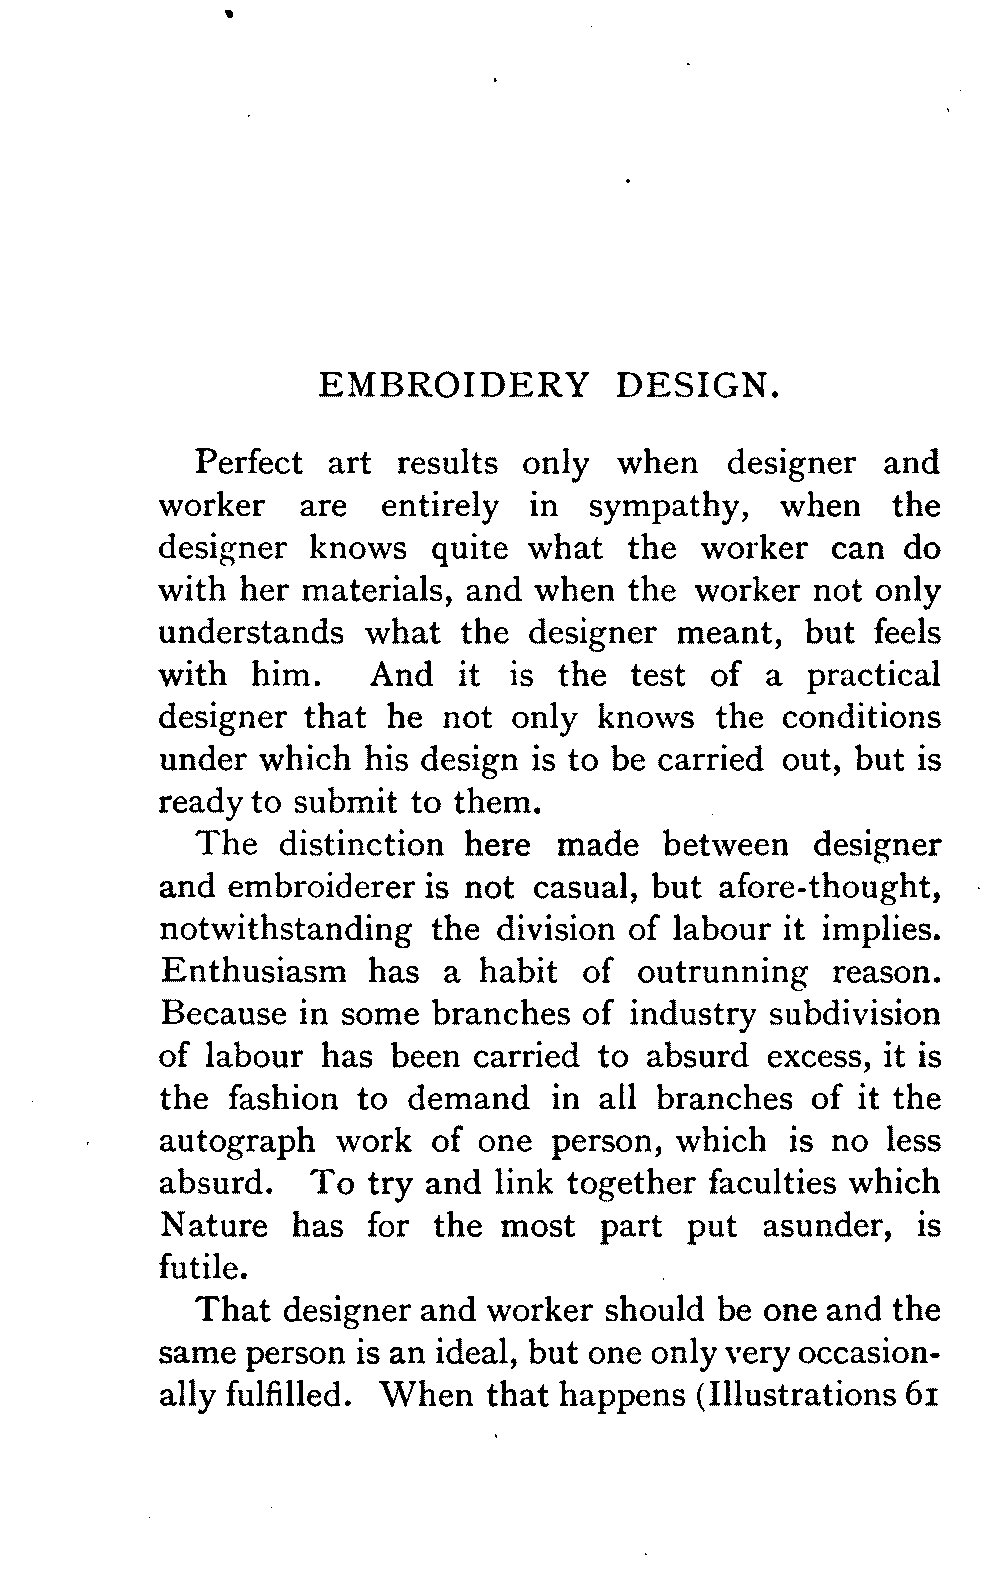 EMBROIDERY DESIGN.
Perfect art results only when designer and
worker are entirely in sympathy, when the
designer knows quite what the worker can do
with her materials, and when the worker not only
understands what the designer meant, but feels
with him. And it is the test of a practical
designer that he not only knows the conditions
under which his design is to be carried out, but is
ready to submit to them.
The distinction here made between designer
and embroiderer is not casual, but afore-thought,
notwithstanding the division of labour it implies.
Enthusiasm has a habit of outrunning reason.
Because in some branches of industry subdivision
of labour has been carried to absurd excess, it is
the fashion to demand in all branches of it the
autograph work of one person, which is no less
absurd. To try and link together faculties which
Nature has for the most part put asunder, is
futile.
That designer and worker should be one and the
same person is an ideal, but one only very occasion-
ally fulfilled. When that happens (Illustrations 61